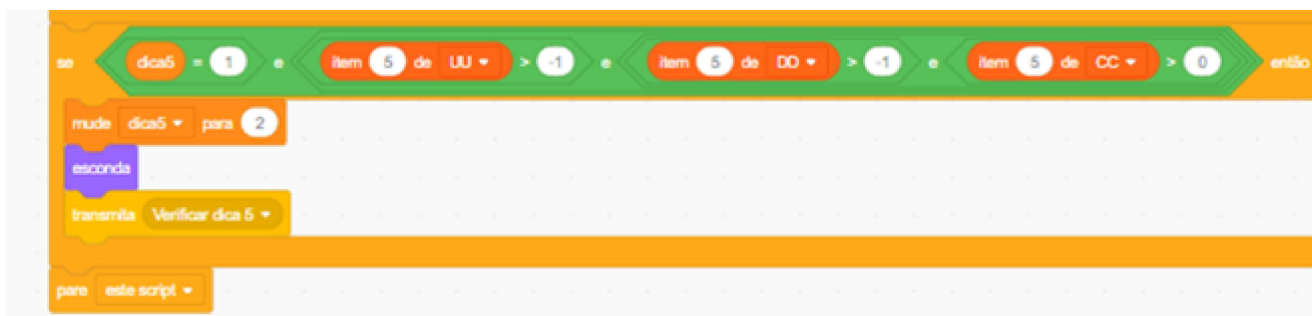 se dica5 = 1 e item 5 de UU > -1 e item 5 de DD > -1 e item 5 de CC > 0 então
mude dica5 para 2
esconda
transmita Verificar dica 5
pare este script